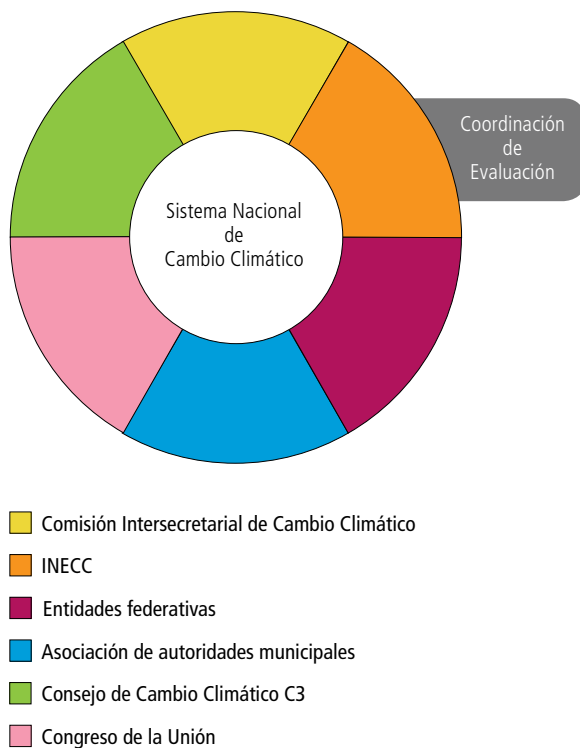 Coordinación
de
Evaluación
Sistema Nacional
de
Cambio Climático
Comisión Intersecretarial de Cambio Climático
INECC
Entidades federativas
Asociación de autoridades municipales
Consejo de Cambio Climático C3
Congreso de la Unión